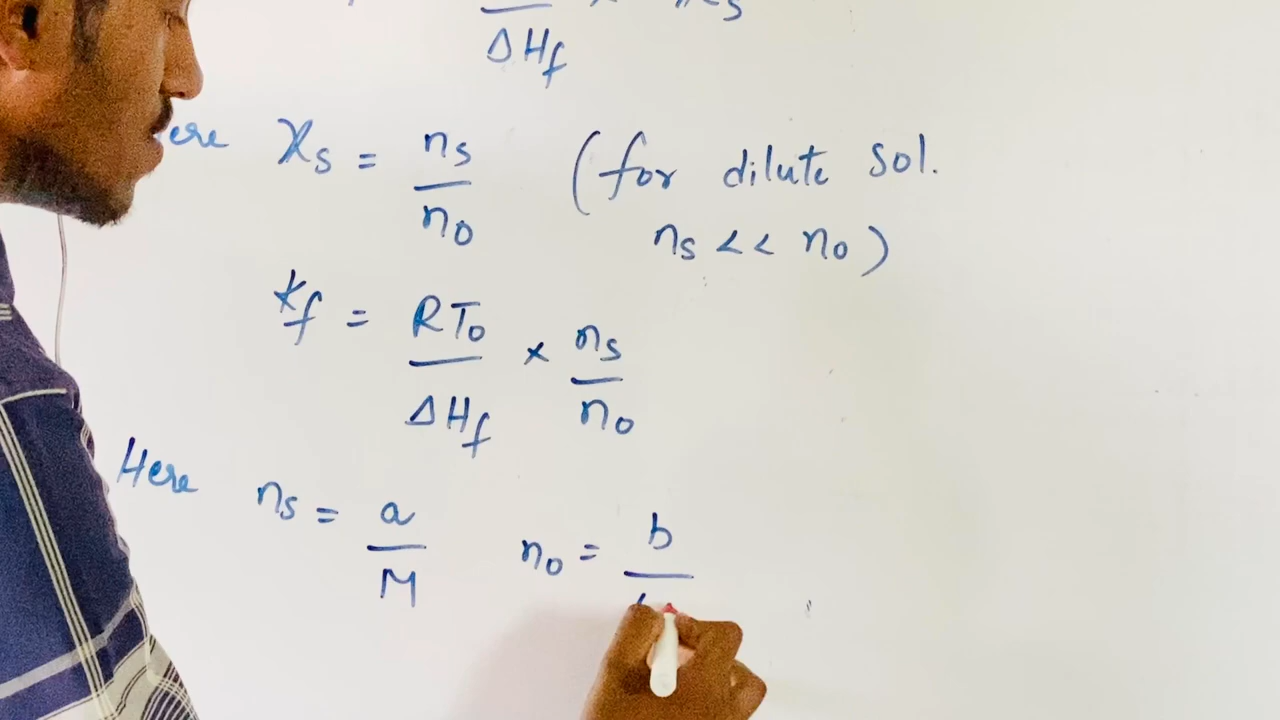 ΔHf
ere Xs = ns/n0 (for dilute sol.
ns << n0)
kf = RT0/ΔHf × ns/n0
Here ns = a/M n0 = b/